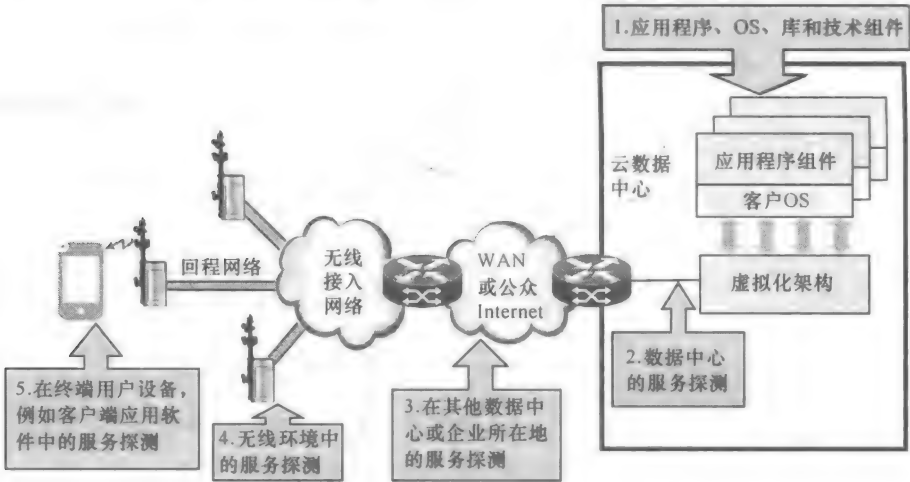 1.应用程序、OS、库和技术组件
云数据
中心
应用程序组件
客户OS
虚拟化架构
无线
接入
网络
WAN
或公众
Internet
回程网络
2.数据中心
的服务探测
3.在其他数据中
心或企业所在地
的服务探测
4.无线环境中
的服务探测
5.在终端用户设备，
例如客户端应用软
件中的服务探测